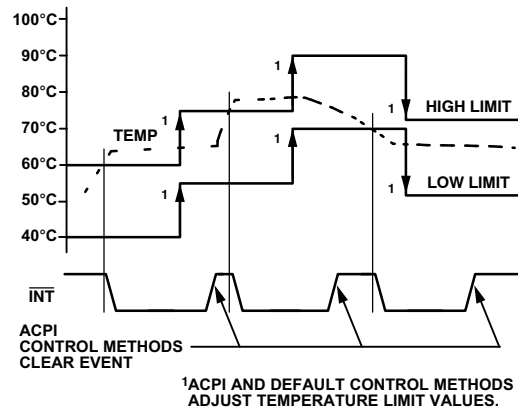 100°C
90°C
80°C
70°C
60°C
50°C
40°C
TEMP
1
1
1
1
1
HIGH LIMIT
LOW LIMIT
INT
ACPI
CONTROL METHODS
CLEAR EVENT
1ACPI AND DEFAULT CONTROL METHODS
ADJUST TEMPERATURE LIMIT VALUES.